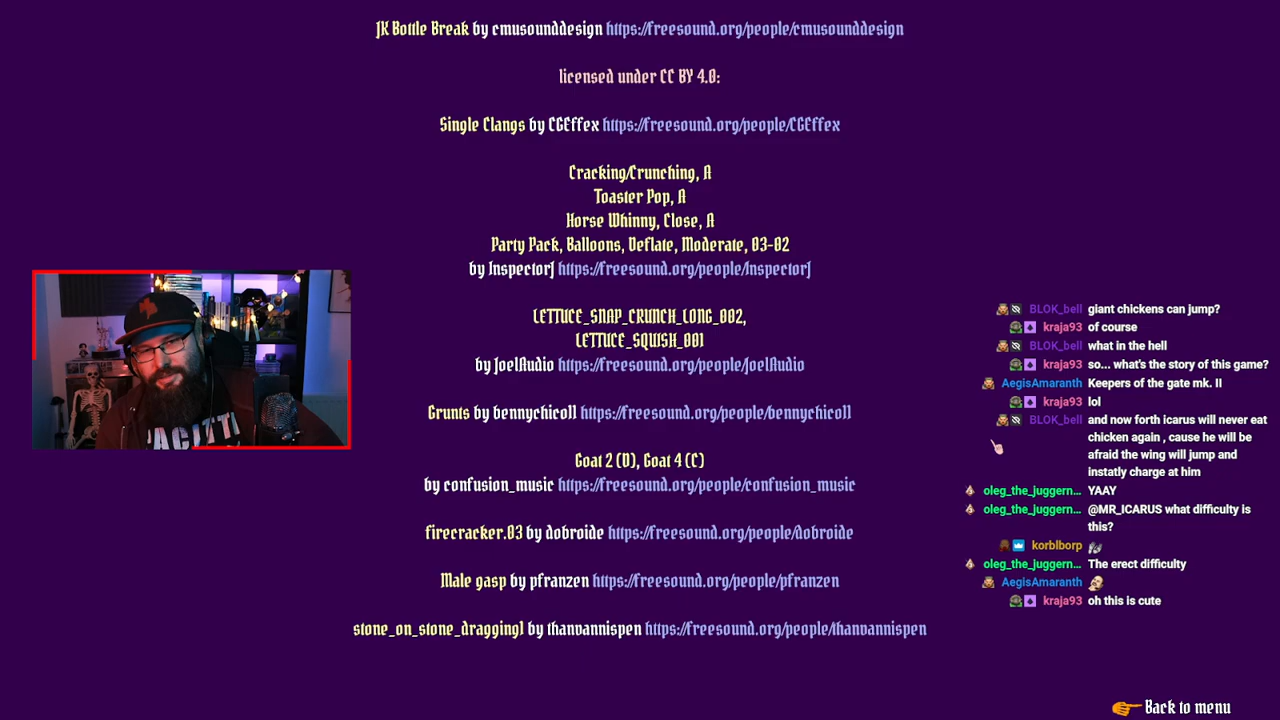 JK Bottle Break by cmusounddesign https://freesound.org/people/cmusounddesign
licensed under CC BY 4.0:
Single Clangs by CGEffex https://freesound.org/people/CGEffex
Cracking/Crunching, A
Toaster Pop, A
Horse Whinny, Close, A
Party Pack, Balloons, Deflate, Moderate, 03-02
by InspectorJ https://freesound.org/people/InspectorJ
LETTUCE_SNAP_CRUNCH_LONG_002,
LETTUCE_SQUISH_001
by JoelAudio https://freesound.org/people/JoelAudio
Grunts by bennychico11 https://freesound.org/people/bennychico11
Goat 2 (D), Goat 4 (C)
by confusion_music https://freesound.org/people/confusion_music
firecracker.03 by dobroide https://freesound.org/people/dobroide
Male gasp by pfranzen https://freesound.org/people/pfranzen
stone_on_stone_dragging1 by thanvannispen https://freesound.org/people/thanvannispen
BLOK_bell giant chickens can jump?
kraja93 of course
BLOK_bell what in the hell
kraja93 so... what's the story of this game?
AegisAmaranth Keepers of the gate mk. II
kraja93 lol
BLOK_bell and now forth icarus will never eat
chicken again , cause he will be
afraid the wing will jump and
instatly charge at him
oleg_the_juggern... YAAY
oleg_the_juggern... @MR_ICARUS what difficulty is
this?
korblborp
oleg_the_juggern... The erect difficulty
AegisAmaranth
kraja93 oh this is cute
Back to menu